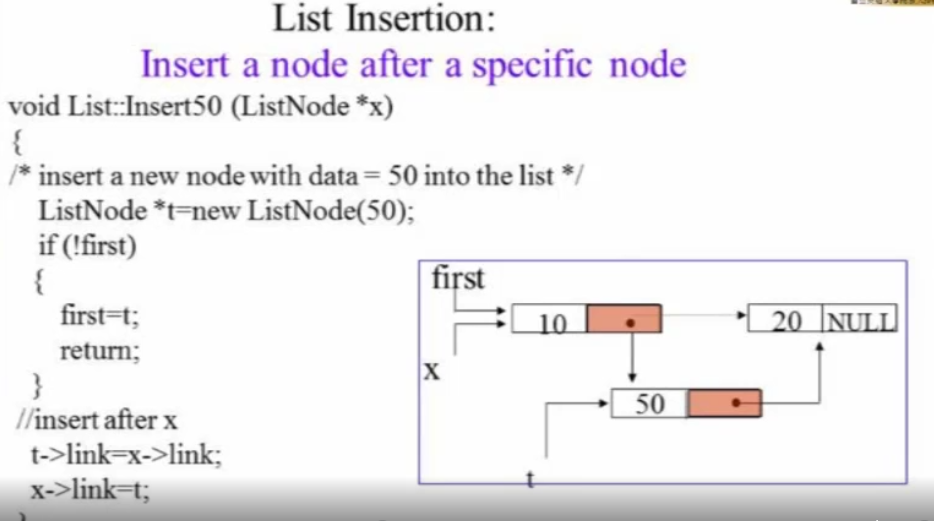 List Insertion:
Insert a node after a specific node
void List::Insert50 (ListNode *x)
{
/* insert a new node with data = 50 into the list */
ListNode *t=new ListNode(50);
if (!first)
{
first=t;
return;
}
//insert after x
t->link=x->link;
x->link=t;
first
10
20 NULL
x
50
t